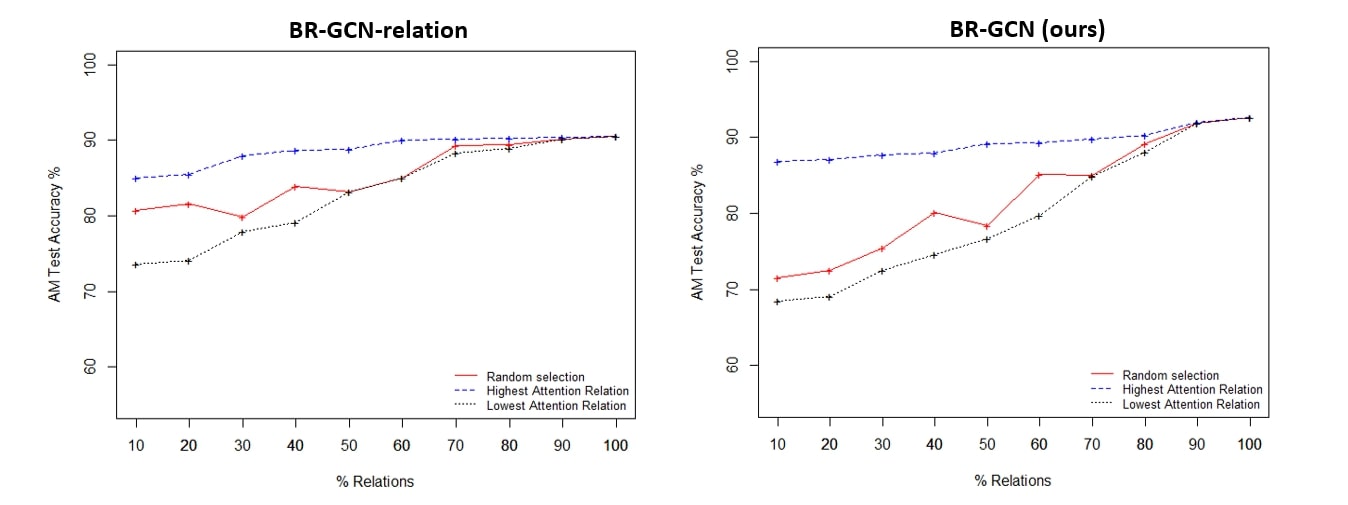 BR-GCN-relation
AM Test Accuracy %
100
90
80
70
60
Random selection
Highest Attention Relation
Lowest Attention Relation
10 20 30 40 50 60 70 80 90 100
% Relations
BR-GCN (ours)
AM Test Accuracy %
100
90
80
70
60
Random selection
Highest Attention Relation
Lowest Attention Relation
10 20 30 40 50 60 70 80 90 100
% Relations